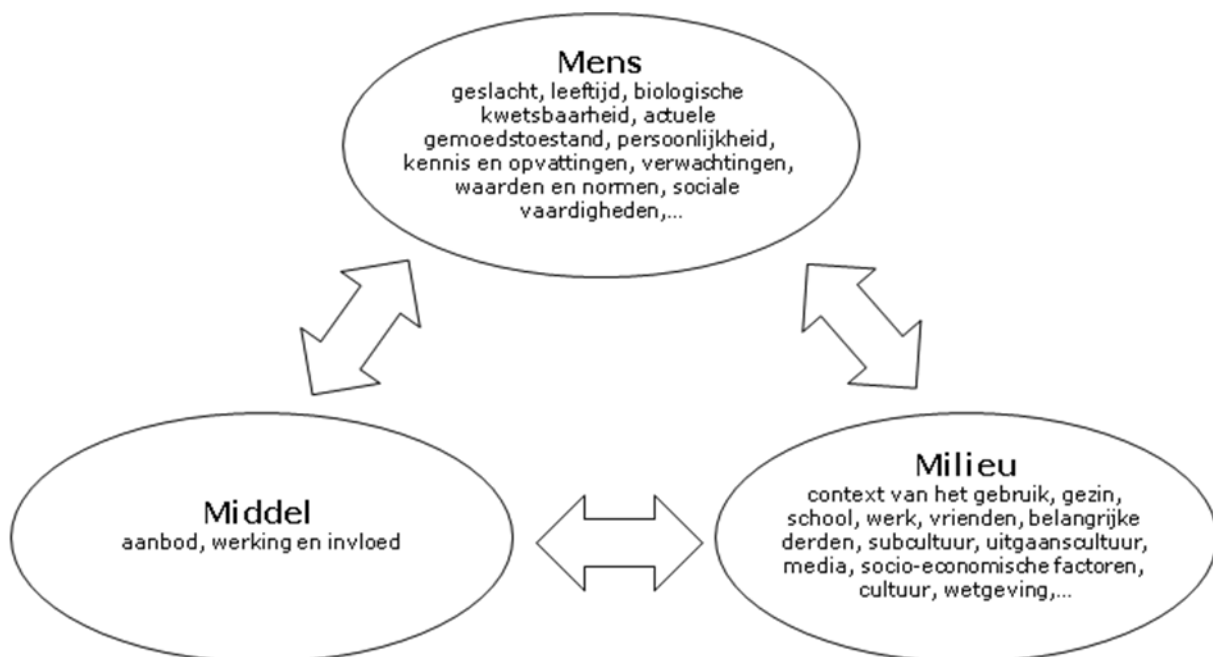 Mens
geslacht, leeftijd, biologische
kwetsbaarheid, actuele
gemoedstoestand, persoonlijkheid,
kennis en opvattingen, verwachtingen,
waarden en normen, sociale
vaardigheden,...
Middel
aanbod, werking en invloed
Milieu
context van het gebruik, gezin,
school, werk, vrienden, belangrijke
derden, subcultuur, uitgaanscultuur,
media, socio-economische factoren,
cultuur, wetgeving,...